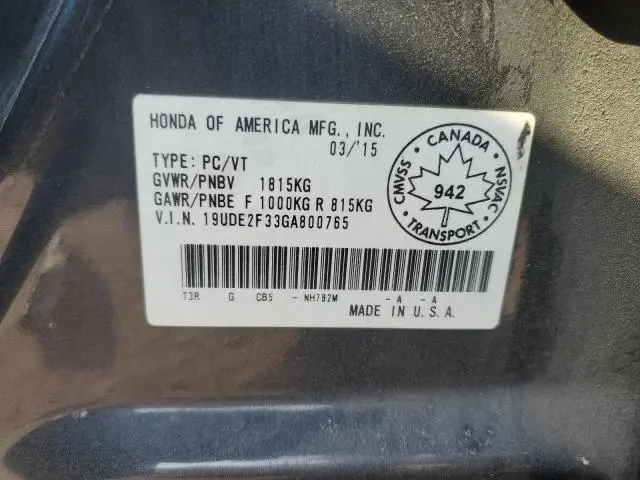 HONDA OF AMERICA MFG., INC.
03/'15
TYPE: PC/VT
GVWR/PNBV 1815KG
GAWR/PNBE F 1000KG R 815KG
V.I.N. 19UDE2F33GA800765
CANADA
CMVSS
942
NSVAC
TRANSPORT
T3R G CB5 - NH782M - A - A
MADE IN U.S.A.